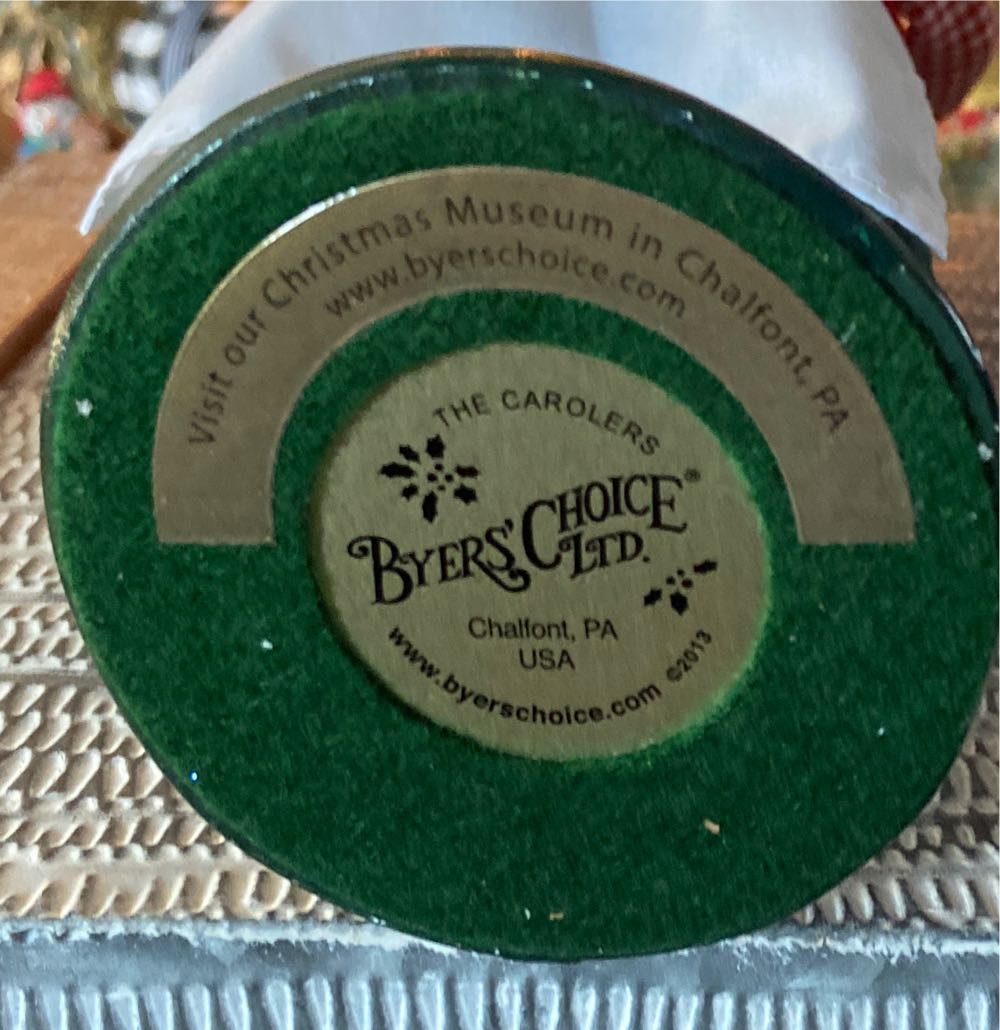 Visit our Christmas Museum in Chalfont, PA
www.byerschoice.com
THE CAROLERS
BYERS' CHOICE®
LTD.
Chalfont, PA
USA
www.byerschoice.com ©2013